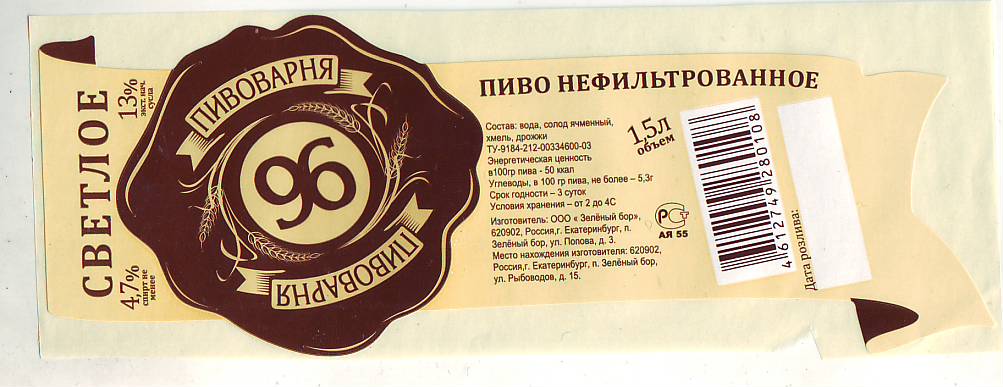 СВЕТЛОЕ
4,7%
спирт не
менее
13%
экст. нач.
сусла
ПИВОВАРНЯ
96
ПИВОВАРНЯ
ПИВО НЕФИЛЬТРОВАННОЕ
Состав: вода, солод ячменный,
хмель, дрожжи
ТУ-9184-212-00334600-03
Энергетическая ценность
в100гр пива - 50 ккал
Углеводы, в 100 гр пива, не более – 5,3г
Срок годности – 3 суток
Условия хранения – от 2 до 4С
Изготовитель: ООО « Зелёный бор»,
620902, Россия,г. Екатеринбург, п.
Зелёный бор, ул. Попова, д. 3.
Место нахождения изготовителя: 620902,
Россия,г. Екатеринбург, п. Зелёный бор,
ул. Рыбоводов, д. 15.
1.5л
объем
РСТ
АЯ 55
4612749280108
Дата розлива: